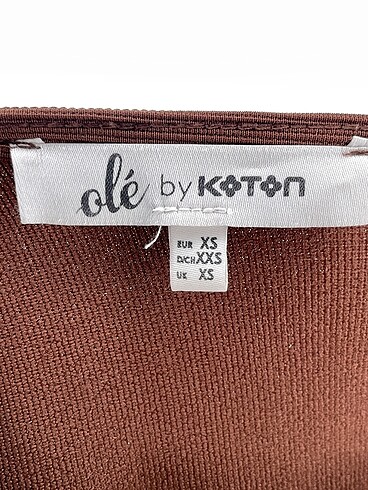 olé by KOTON
EUR XS
D/CH XXS
UK XS